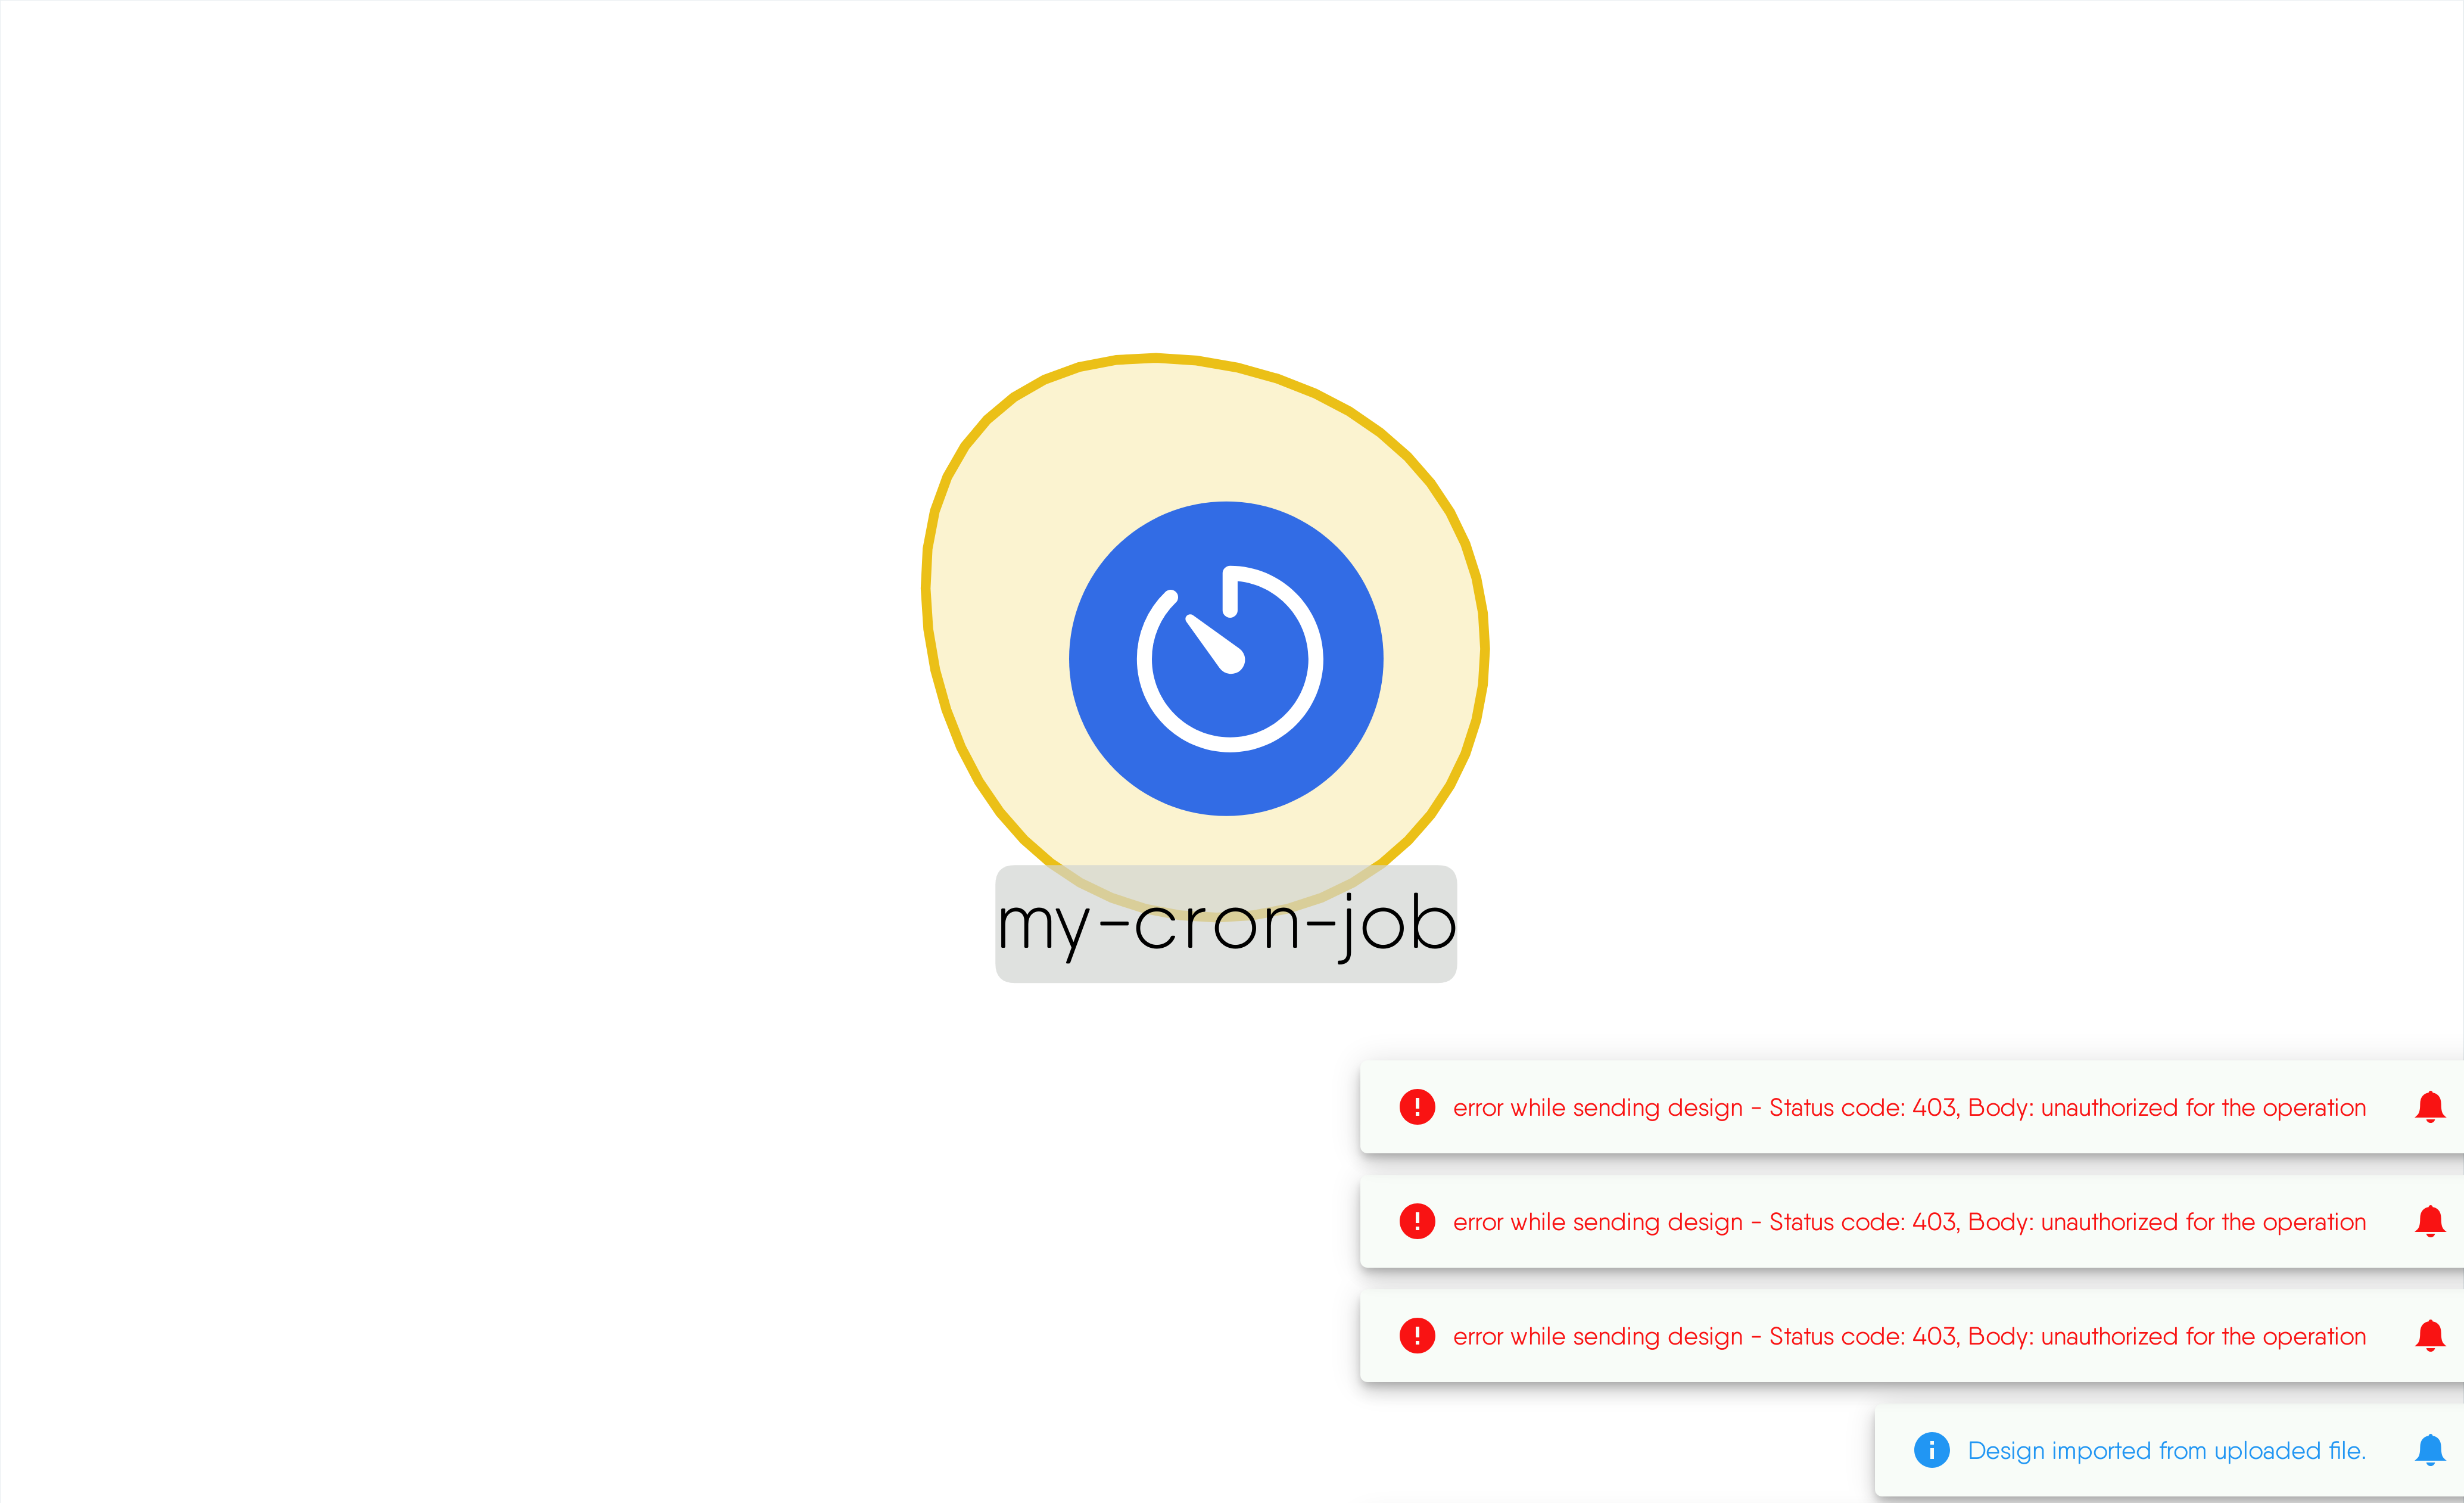 my-cron-job
error while sending design - Status code: 403, Body: unauthorized for the operation
error while sending design - Status code: 403, Body: unauthorized for the operation
error while sending design - Status code: 403, Body: unauthorized for the operation
Design imported from uploaded file.